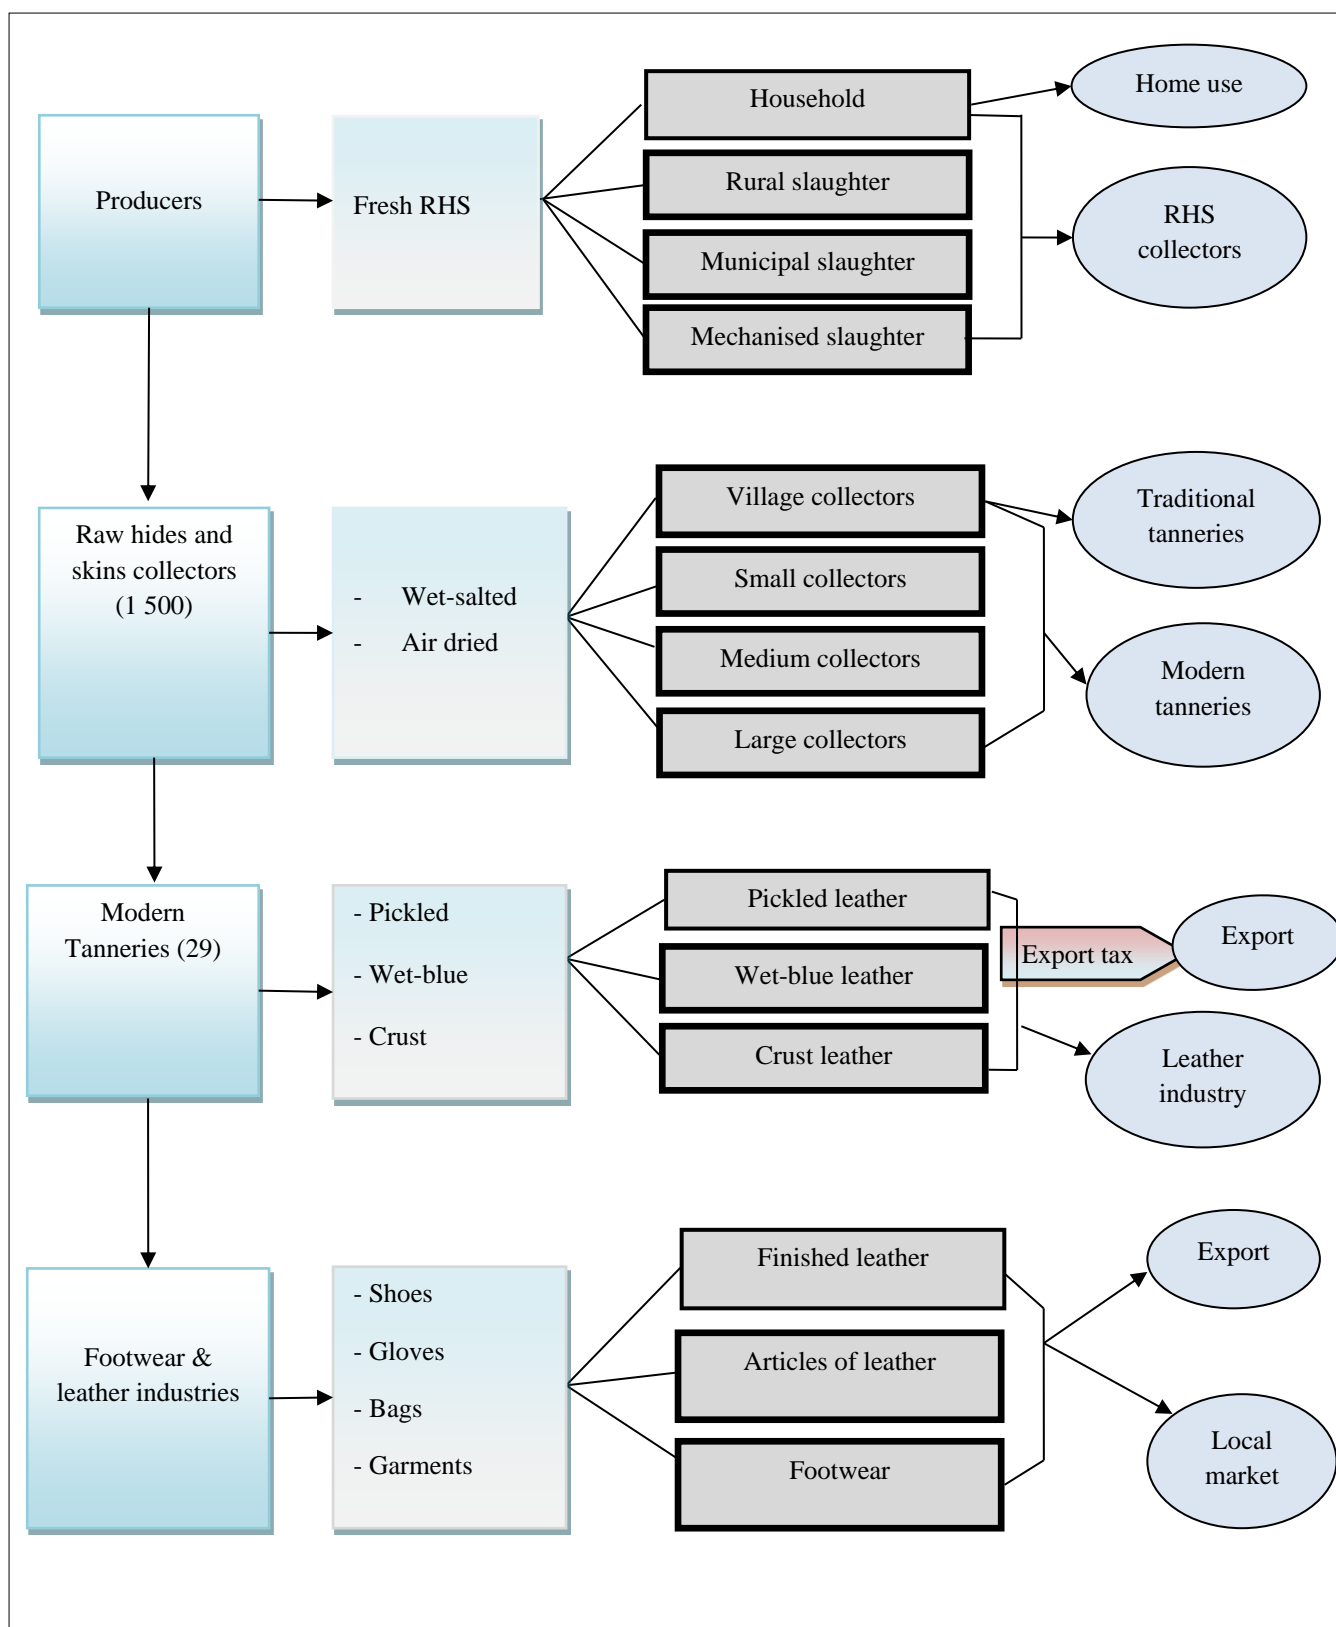 Producers
Fresh RHS
Household
Rural slaughter
Municipal slaughter
Mechanised slaughter
Home use
RHS
collectors
Raw hides and
skins collectors
(1 500)
- Wet-salted
- Air dried
Village collectors
Small collectors
Medium collectors
Large collectors
Traditional
tanneries
Modern
tanneries
Modern
Tanneries (29)
- Pickled
- Wet-blue
- Crust
Pickled leather
Wet-blue leather
Crust leather
Export tax
Export
Leather
industry
Footwear &
leather industries
- Shoes
- Gloves
- Bags
- Garments
Finished leather
Articles of leather
Footwear
Export
Local
market